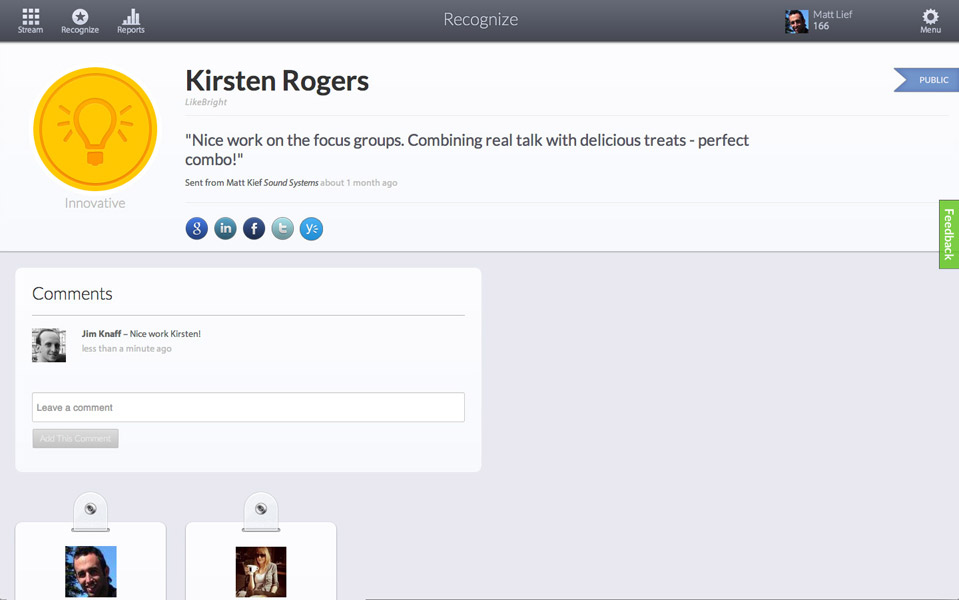 Stream
Recognize
Reports
Recognize
Matt Lief
166
Menu
Kirsten Rogers
LikeBright
PUBLIC
"Nice work on the focus groups. Combining real talk with delicious treats - perfect
combo!"
Sent from Matt Kief Sound Systems about 1 month ago
Innovative
g
in
f
t
y
Feedback
Comments
Jim Knaff – Nice work Kirsten!
less than a minute ago
Leave a comment
Add This Comment